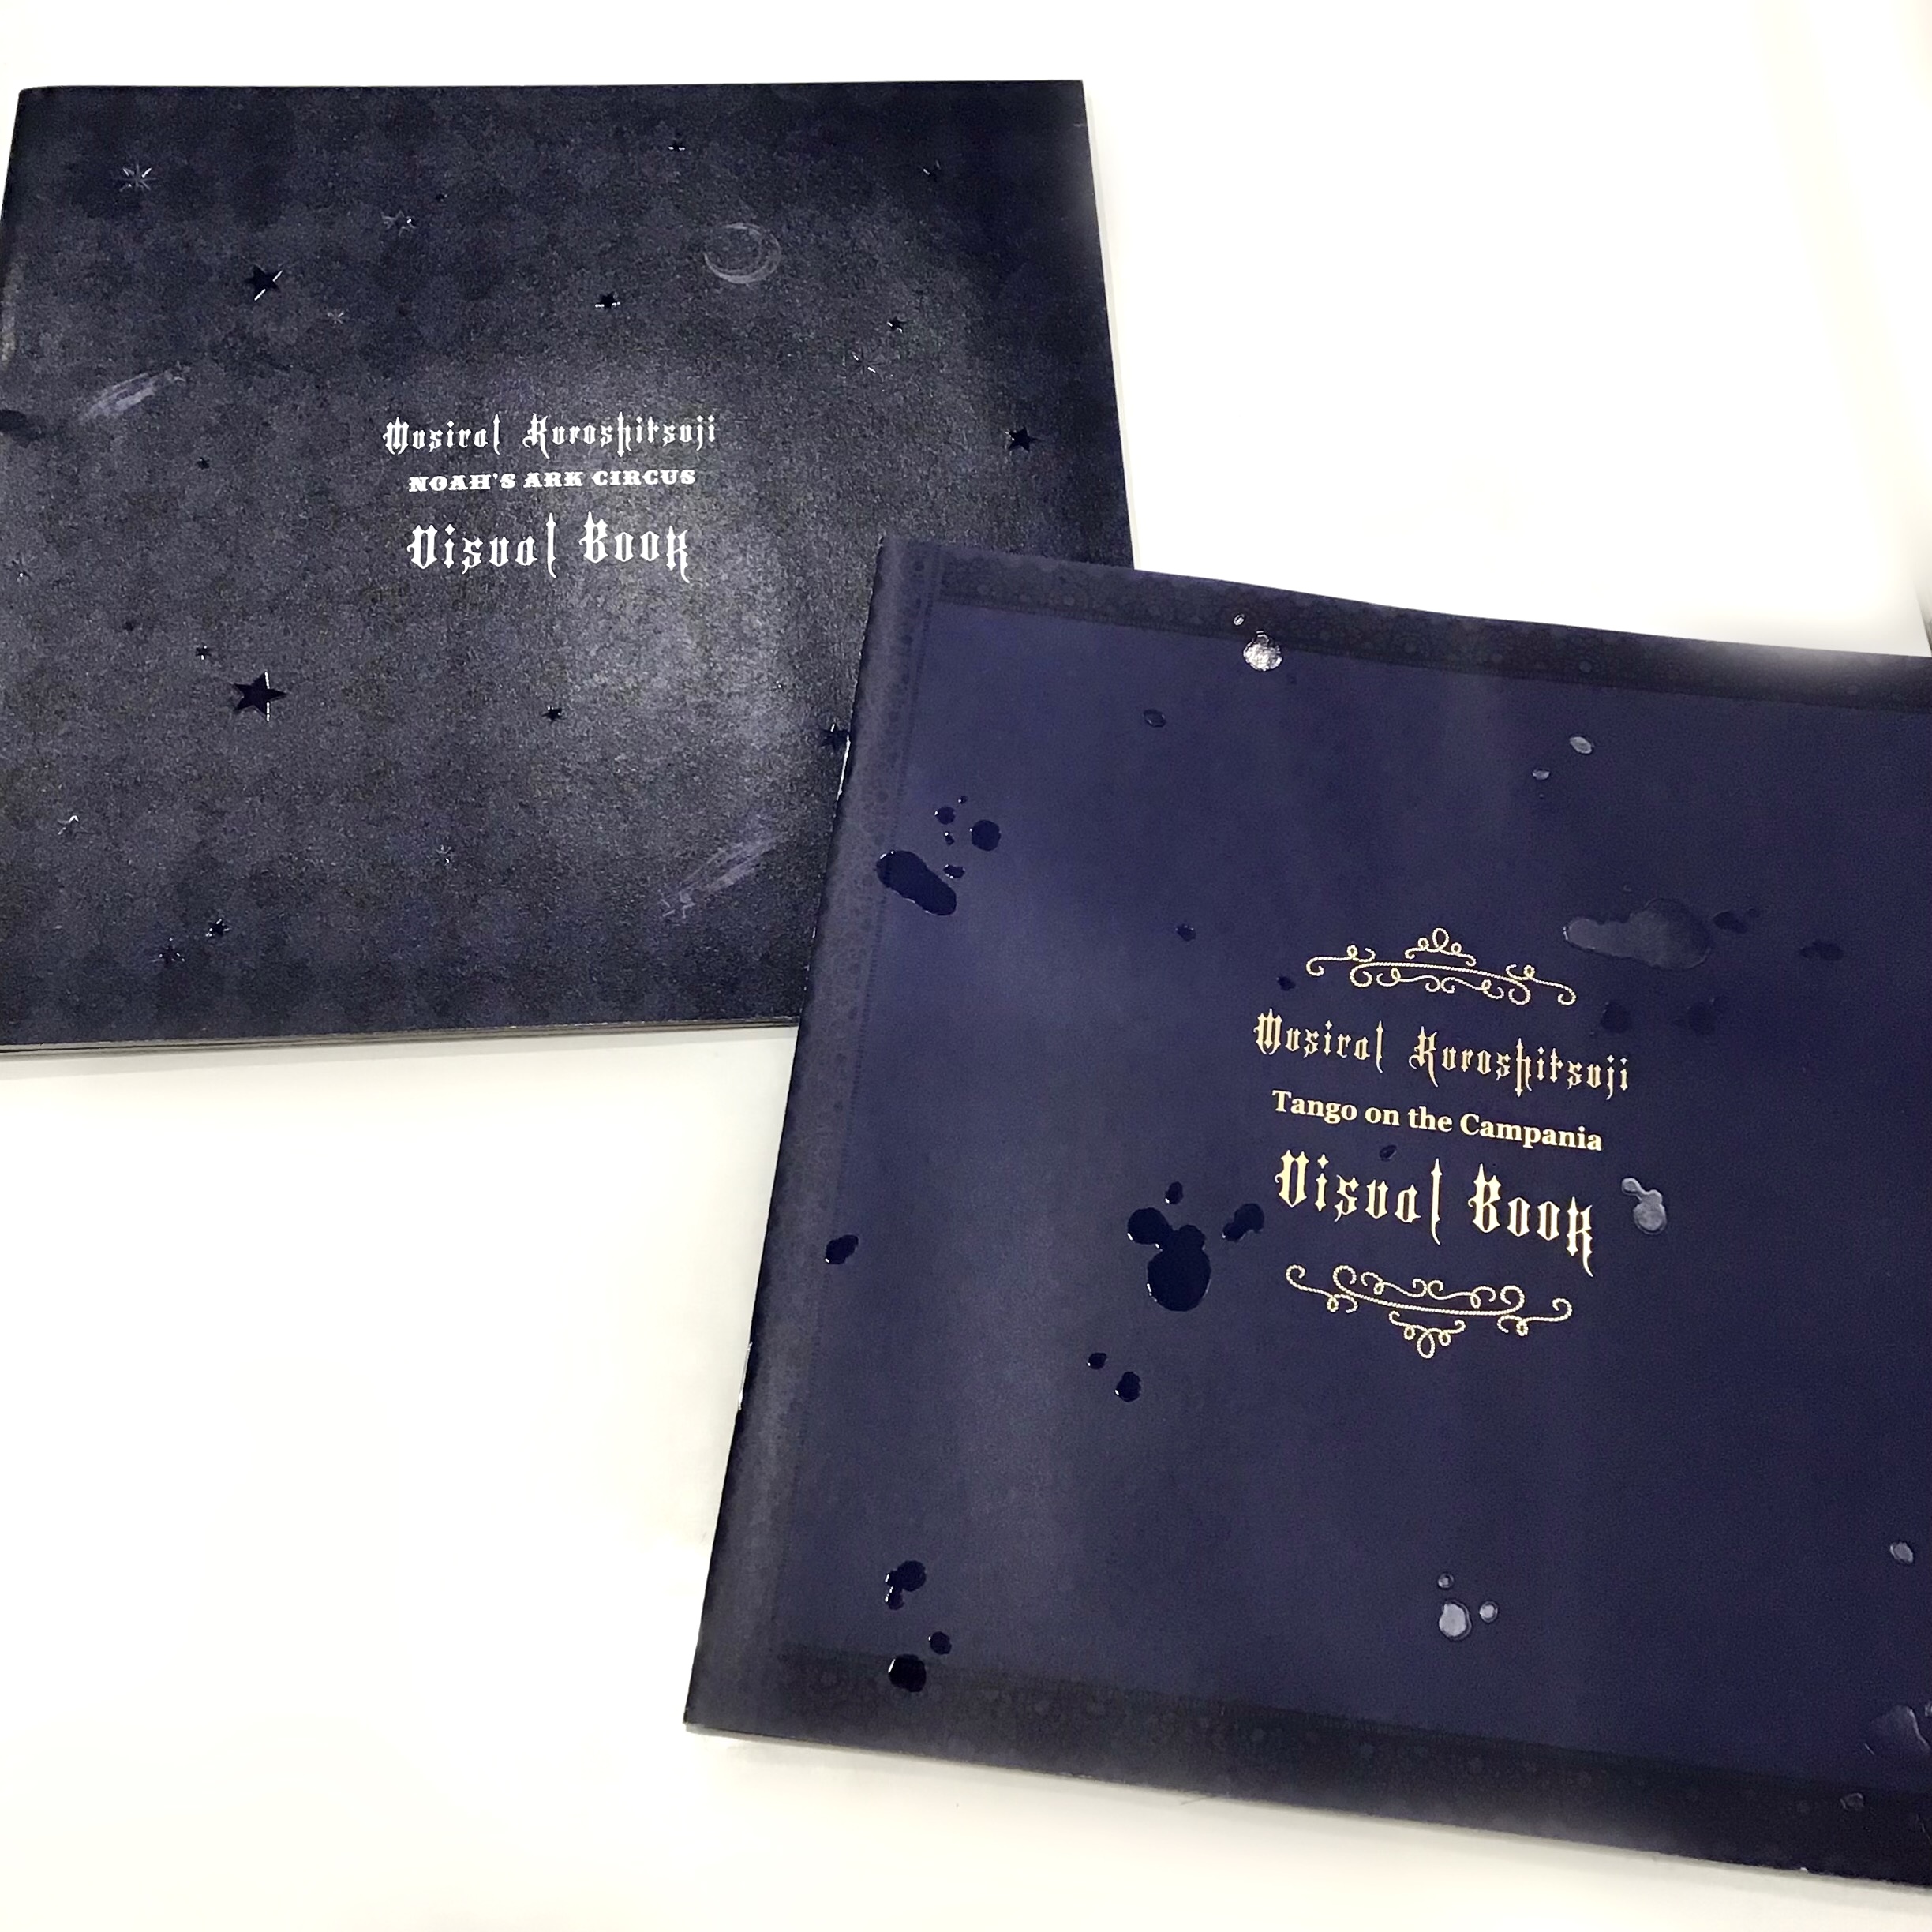 Musical Kuroshitsuji
NOAH'S ARK CIRCUS
Visual Book
Musical Kuroshitsuji
Tango on the Campania
Visual Book